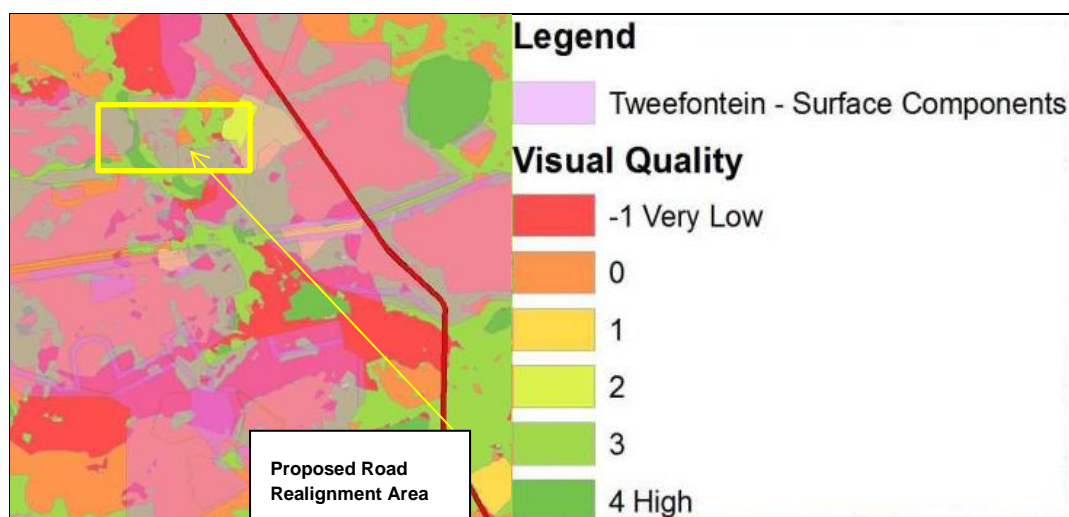 Legend
Tweefontein - Surface Components
Visual Quality
-1 Very Low
0
1
2
3
4 High
Proposed Road
Realignment Area